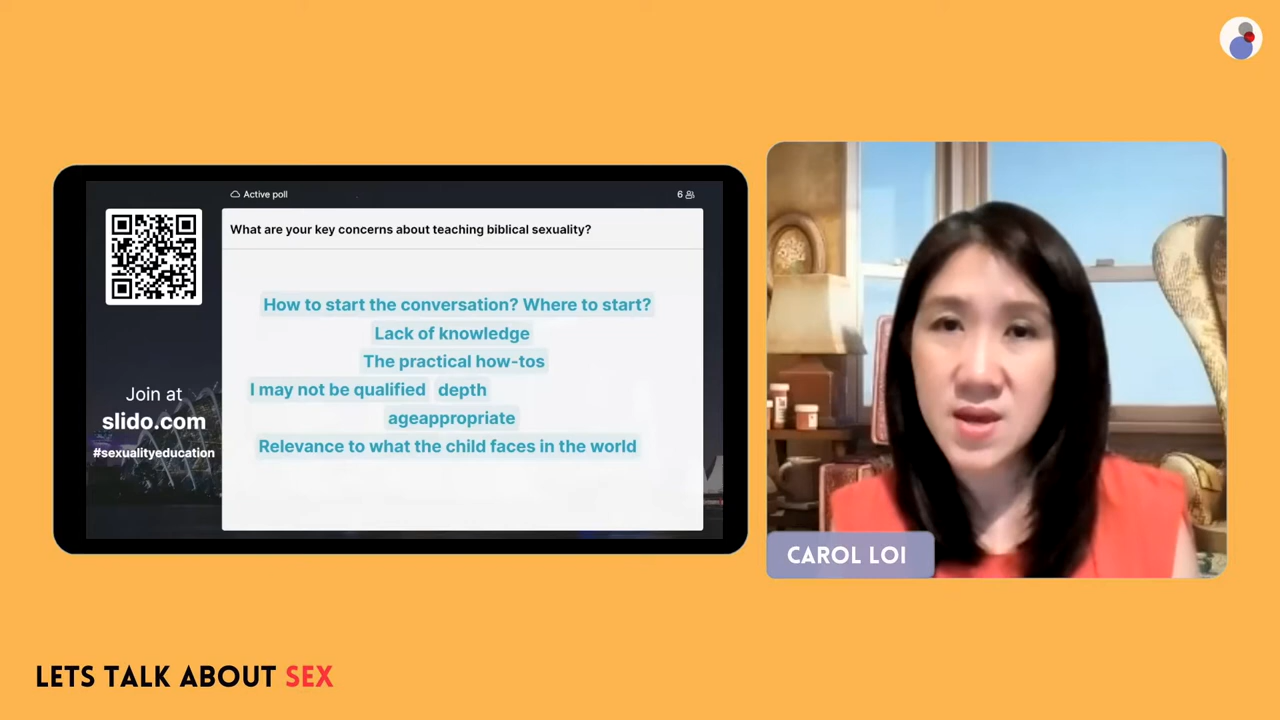 Active poll
6
What are your key concerns about teaching biblical sexuality?
How to start the conversation? Where to start?
Lack of knowledge
The practical how-tos
I may not be qualified depth
ageappropriate
Relevance to what the child faces in the world
Join at
slido.com
#sexualityeducation
CAROL LOI
LETS TALK ABOUT SEX